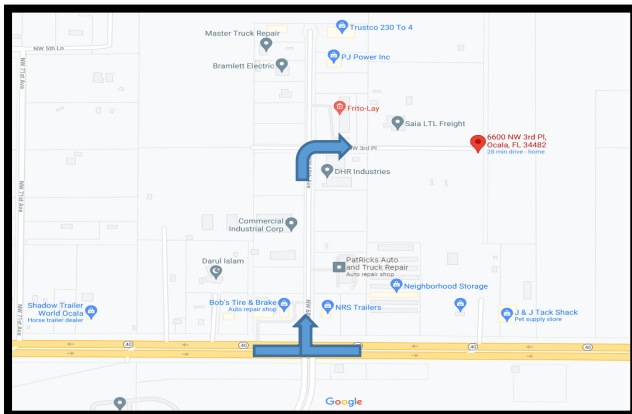 Trustco 230 To 4
Master Truck Repair
NW 5th Ln
PJ Power Inc
Bramlett Electric
NW 71st Ave
Frito-Lay
Saia LTL Freight
6600 NW 3rd Pl,
Ocala, FL 34482
28 min drive - home
NW 3rd Pl
DHR Industries
NW 71st Ave
Commercial
Industrial Corp
Darul Islam
PatRicks Auto
and Truck Repair
Auto repair shop
Neighborhood Storage
Shadow Trailer
World Ocala
Horse trailer dealer
Bob's Tire & Brake
Auto repair shop
NRS Trailers
J & J Tack Shack
Pet supply store
NW 71st Ave
40
40
40
40
40
Google